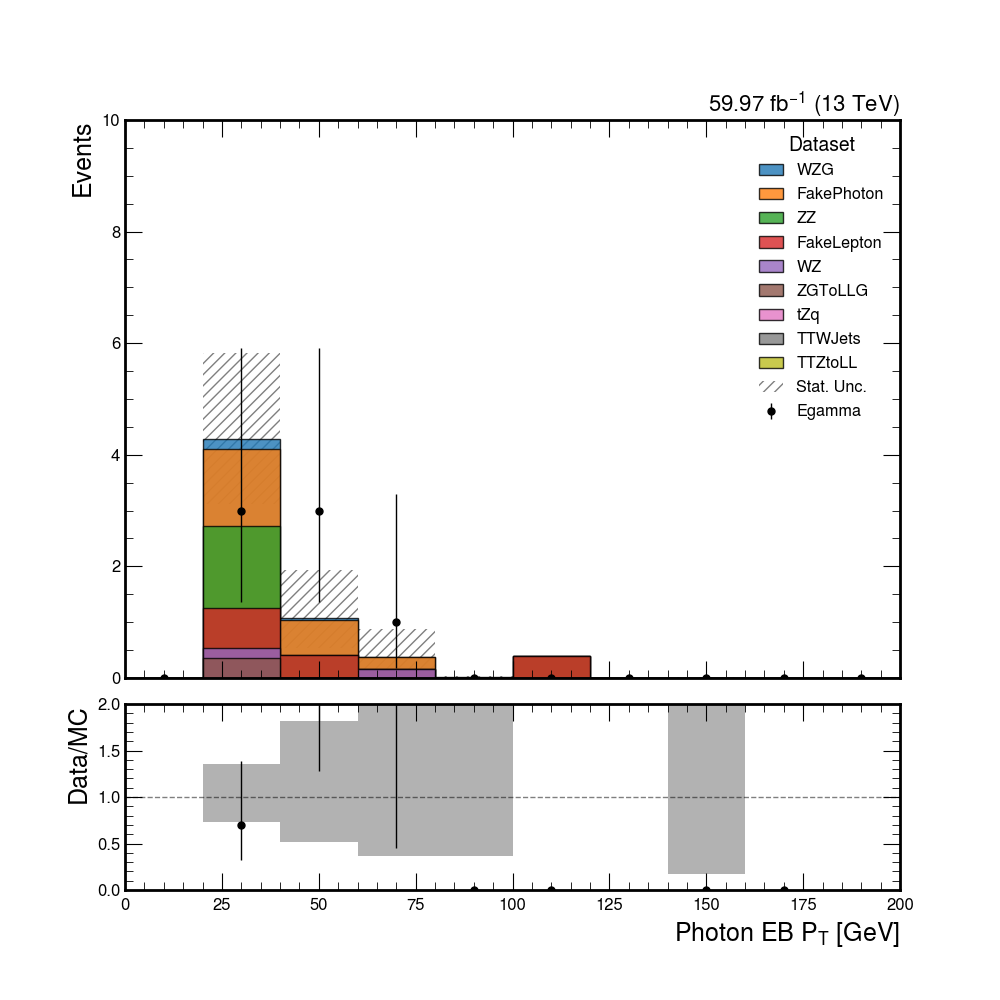 59.97 fb⁻¹ (13 TeV)
Events
10
8
6
4
2
0
Dataset
WZG
FakePhoton
ZZ
FakeLepton
WZ
ZGToLLG
tZq
TTWJets
TTZtoLL
Stat. Unc.
Egamma
Data/MC
2.0
1.5
1.0
0.5
0.0
0 25 50 75 100 125 150 175 200
Photon EB P_T [GeV]